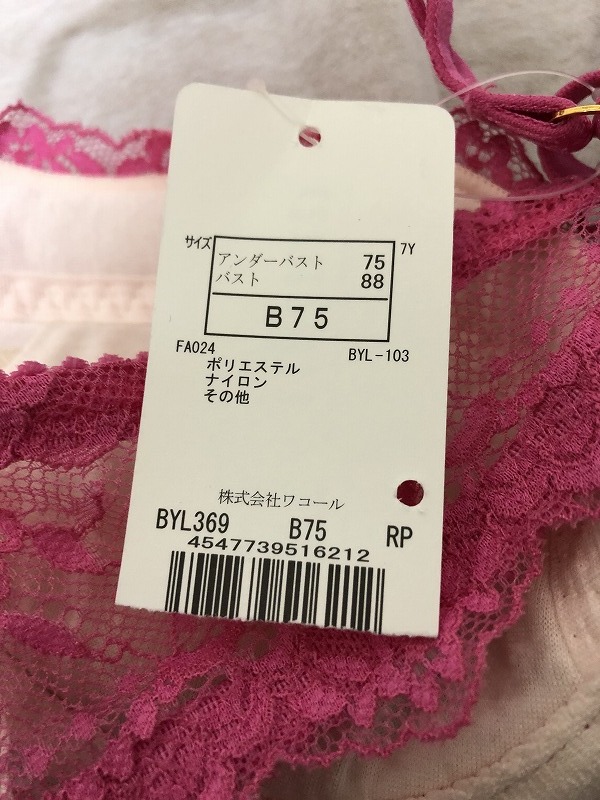 サイズ
アンダーバスト 75
バスト 88
7Y
B75
FA024 BYL-103
ポリエステル
ナイロン
その他
株式会社ワコール
BYL369 B75 RP
4547739516212